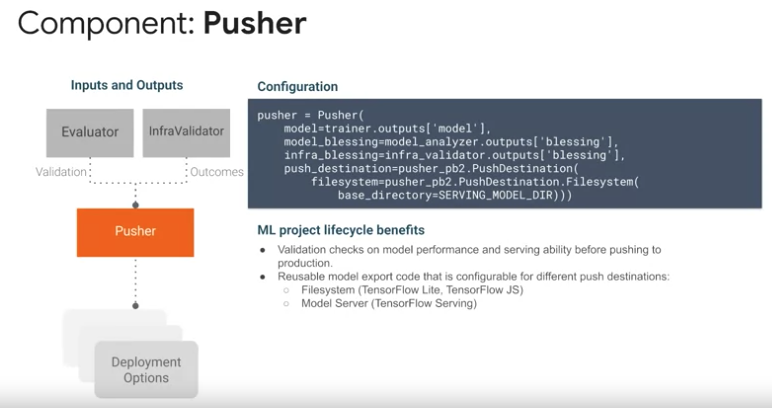 Component: Pusher
Inputs and Outputs
Evaluator
InfraValidator
Validation
Outcomes
Pusher
Deployment
Options
Configuration
pusher = Pusher(
    model=trainer.outputs['model'],
    model_blessing=model_analyzer.outputs['blessing'],
    infra_blessing=infra_validator.outputs['blessing'],
    push_destination=pusher_pb2.PushDestination(
        filesystem=pusher_pb2.PushDestination.Filesystem(
            base_directory=SERVING_MODEL_DIR)))
ML project lifecycle benefits
● Validation checks on model performance and serving ability before pushing to
production.
● Reusable model export code that is configurable for different push destinations:
○ Filesystem (TensorFlow Lite, TensorFlow JS)
○ Model Server (TensorFlow Serving)